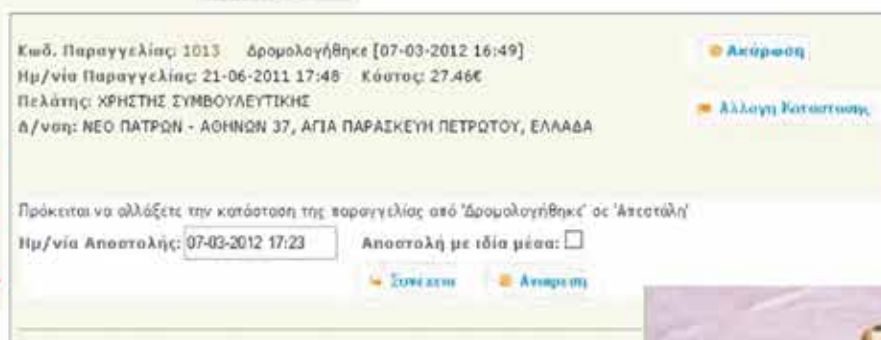 Κωδ. Παραγγελίας: 1013 Δρομολογήθηκε [07-03-2012 16:49]
Ακύρωση
Ημ/νία Παραγγελίας: 21-06-2011 17:48 Κόστος: 27.46€
Πελάτης: ΧΡΗΣΤΗΣ ΣΥΜΒΟΥΛΕΥΤΙΚΗΣ
Αλλαγή Κατάστασης
Δ/νση: ΝΕΟ ΠΑΤΡΩΝ - ΑΘΗΝΩΝ 37, ΑΓΙΑ ΠΑΡΑΣΚΕΥΗ ΠΕΤΡΩΤΟΥ, ΕΛΛΑΔΑ
Πρόκειται να αλλάξετε την κατάσταση της παραγγελίας από 'Δρομολογήθηκε' σε 'Απεστάλη'
Ημ/νία Αποστολής: 07-03-2012 17:23 Αποστολή με ιδία μέσα:
Συνέχεια Αναίρεση